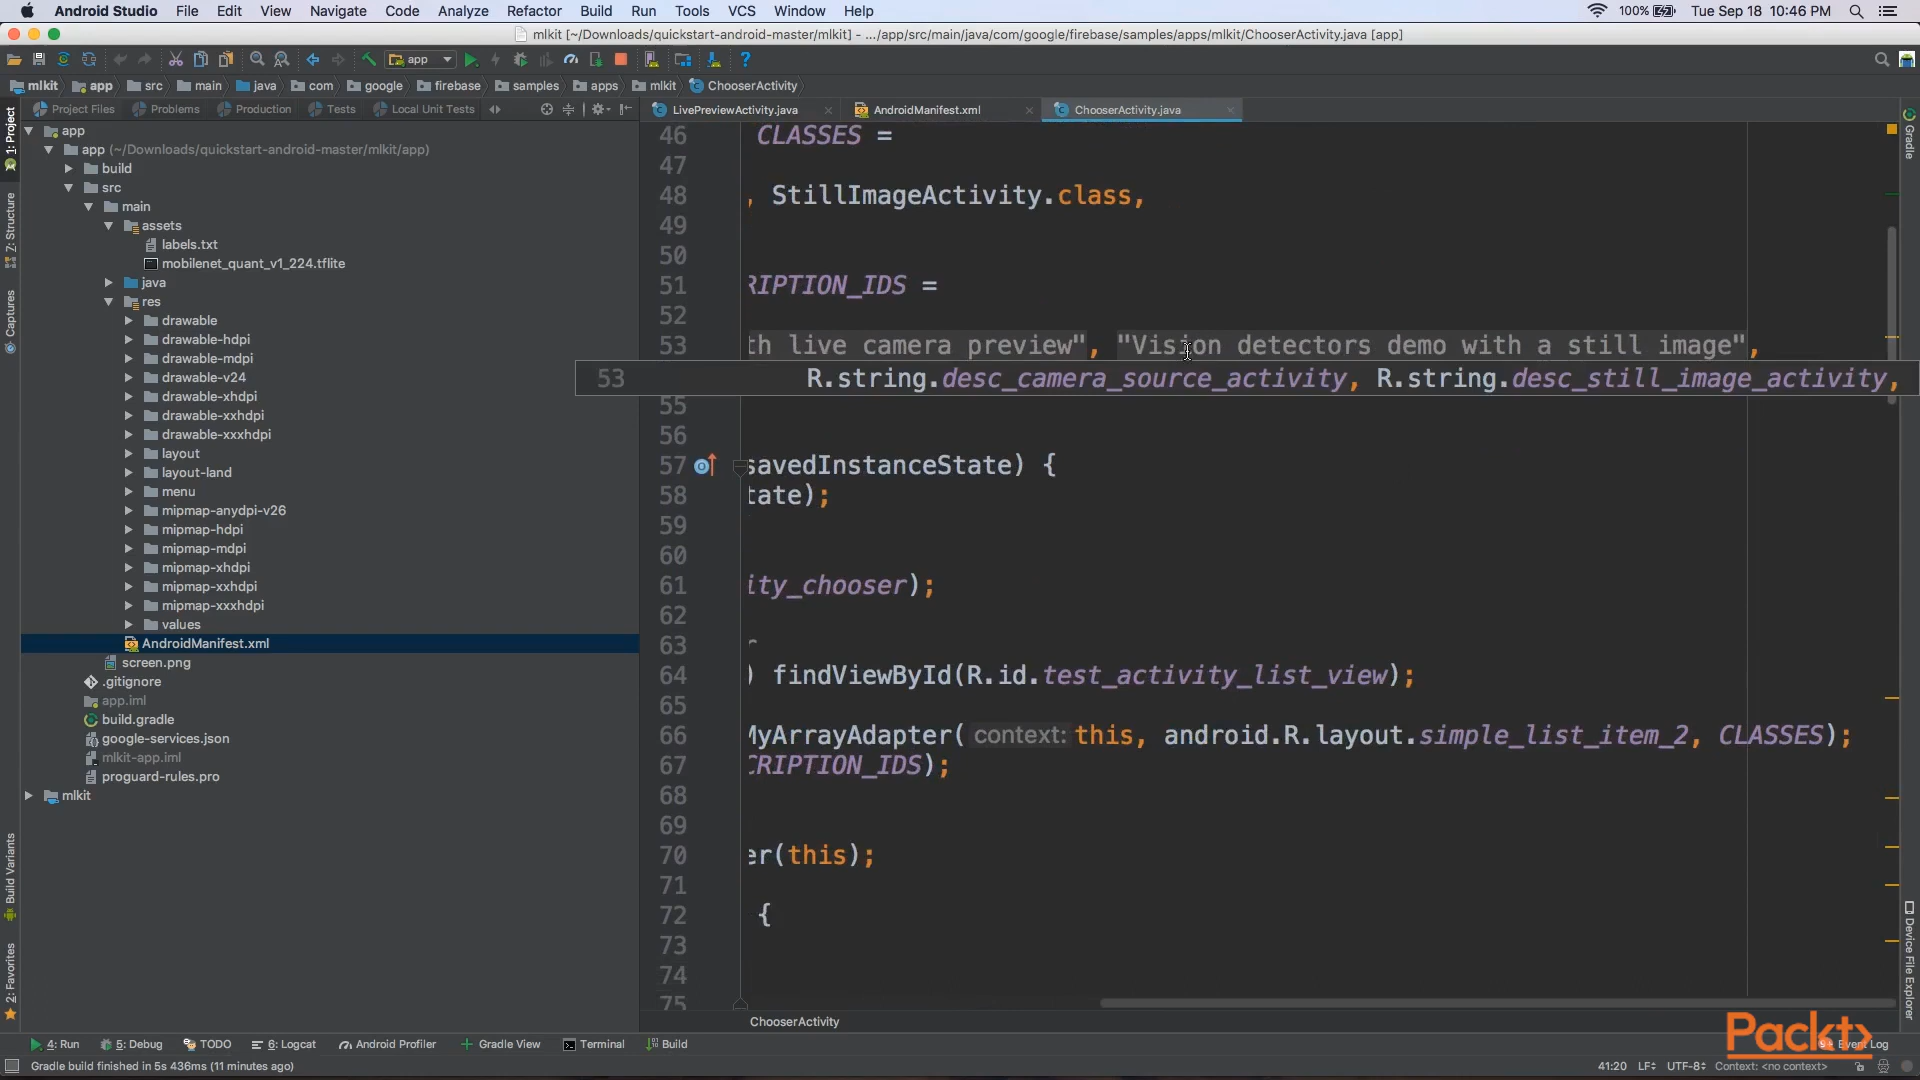 Android Studio File Edit View Navigate Code Analyze Refactor Build Run Tools VCS Window Help 100% Tue Sep 18 10:46 PM
mlkit [~/Downloads/quickstart-android-master/mlkit] - .../app/src/main/java/com/google/firebase/samples/apps/mlkit/ChooserActivity.java [app]
app
mlkit app src main java com google firebase samples apps mlkit ChooserActivity
Project Files Problems Production Tests Local Unit Tests
LivePreviewActivity.java AndroidManifest.xml ChooserActivity.java
1: Project
7: Structure
Captures
Build Variants
2: Favorites
app
app (~/Downloads/quickstart-android-master/mlkit/app)
build
src
main
assets
labels.txt
mobilenet_quant_v1_224.tflite
java
res
drawable
drawable-hdpi
drawable-mdpi
drawable-v24
drawable-xhdpi
drawable-xxhdpi
drawable-xxxhdpi
layout
layout-land
menu
mipmap-anydpi-v26
mipmap-hdpi
mipmap-mdpi
mipmap-xhdpi
mipmap-xxhdpi
mipmap-xxxhdpi
values
AndroidManifest.xml
screen.png
.gitignore
app.iml
build.gradle
google-services.json
mlkit-app.iml
proguard-rules.pro
mlkit
46 CLASSES =
47
48 , StillImageActivity.class,
49
50
51 RIPTION_IDS =
52
53 th live camera preview", "Vision detectors demo with a still image",
53 R.string.desc_camera_source_activity, R.string.desc_still_image_activity,
55
56
57 savedInstanceState) {
58 tate);
59
60
61 ity_chooser);
62
63 r
64 ) findViewById(R.id.test_activity_list_view);
65
66 MyArrayAdapter( context: this, android.R.layout.simple_list_item_2, CLASSES);
67 CRIPTION_IDS);
68
69
70 er(this);
71
72 {
73
74
75
ChooserActivity
Gradle
Device File Explorer
4: Run 5: Debug TODO 6: Logcat Android Profiler Gradle View Terminal Build Event Log
Packt
Gradle build finished in 5s 436ms (11 minutes ago) 41:20 LF UTF-8 Context: <no context>